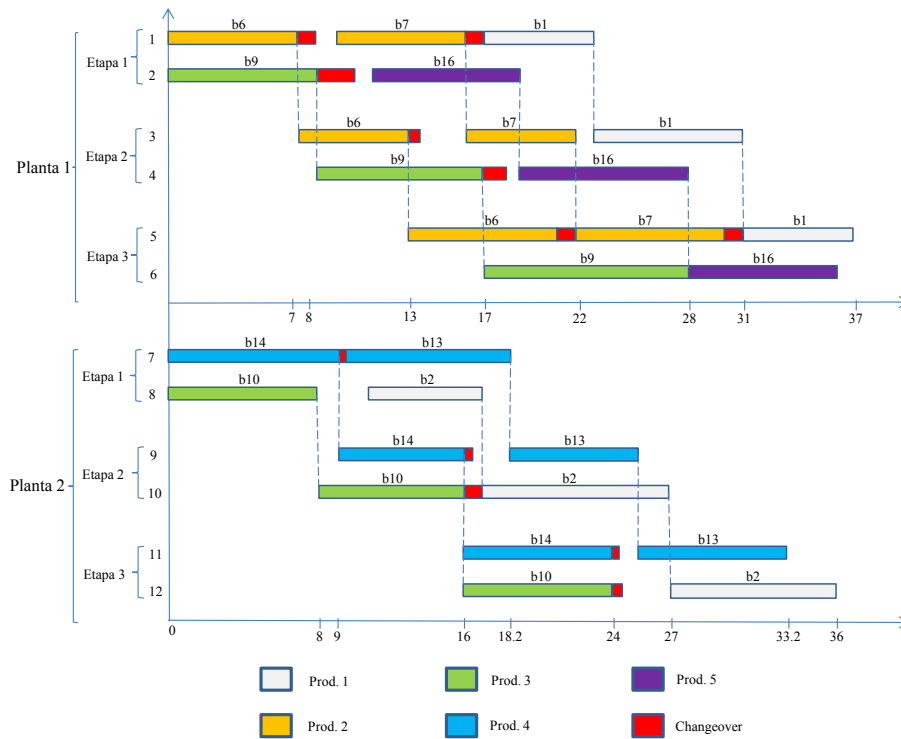 b6 b7 b1
1
Etapa 1
b9 b16
2
b6 b7 b1
3
Etapa 2
b9 b16
4
Planta 1
b6 b7 b1
5
Etapa 3
b9 b16
6
7 8 13 17 22 28 31 37
b14 b13
7
Etapa 1
b10 b2
8
b14 b13
9
Etapa 2
Planta 2
b10 b2
10
b14 b13
11
Etapa 3
b10 b2
12
0 8 9 16 18.2 24 27 33.2 36
Prod. 1 Prod. 3 Prod. 5
Prod. 2 Prod. 4 Changeover